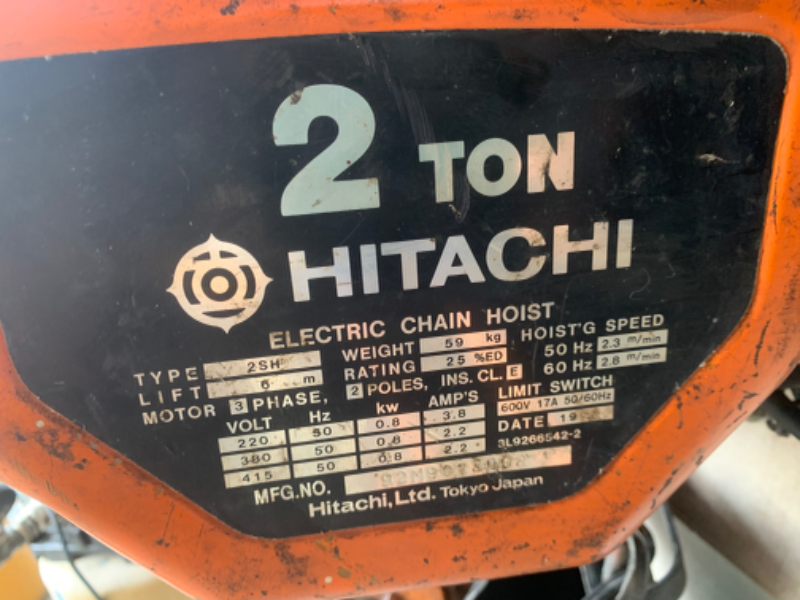 2 TON
HITACHI
ELECTRIC CHAIN HOIST
TYPE 2SH WEIGHT 59 kg HOIST'G SPEED
LIFT 6 m RATING 25 %ED 50 Hz 2.3 m/min
MOTOR 3 PHASE, 2 POLES, INS. CL. E 60 Hz 2.8 m/min
VOLT Hz kw AMP'S LIMIT SWITCH
220 50 0.8 3.8 600V 17A 50/60Hz
380 50 0.8 2.2 DATE 19
415 50 0.8 2.2 3L9266542-2
MFG.NO.
Hitachi, Ltd. Tokyo Japan